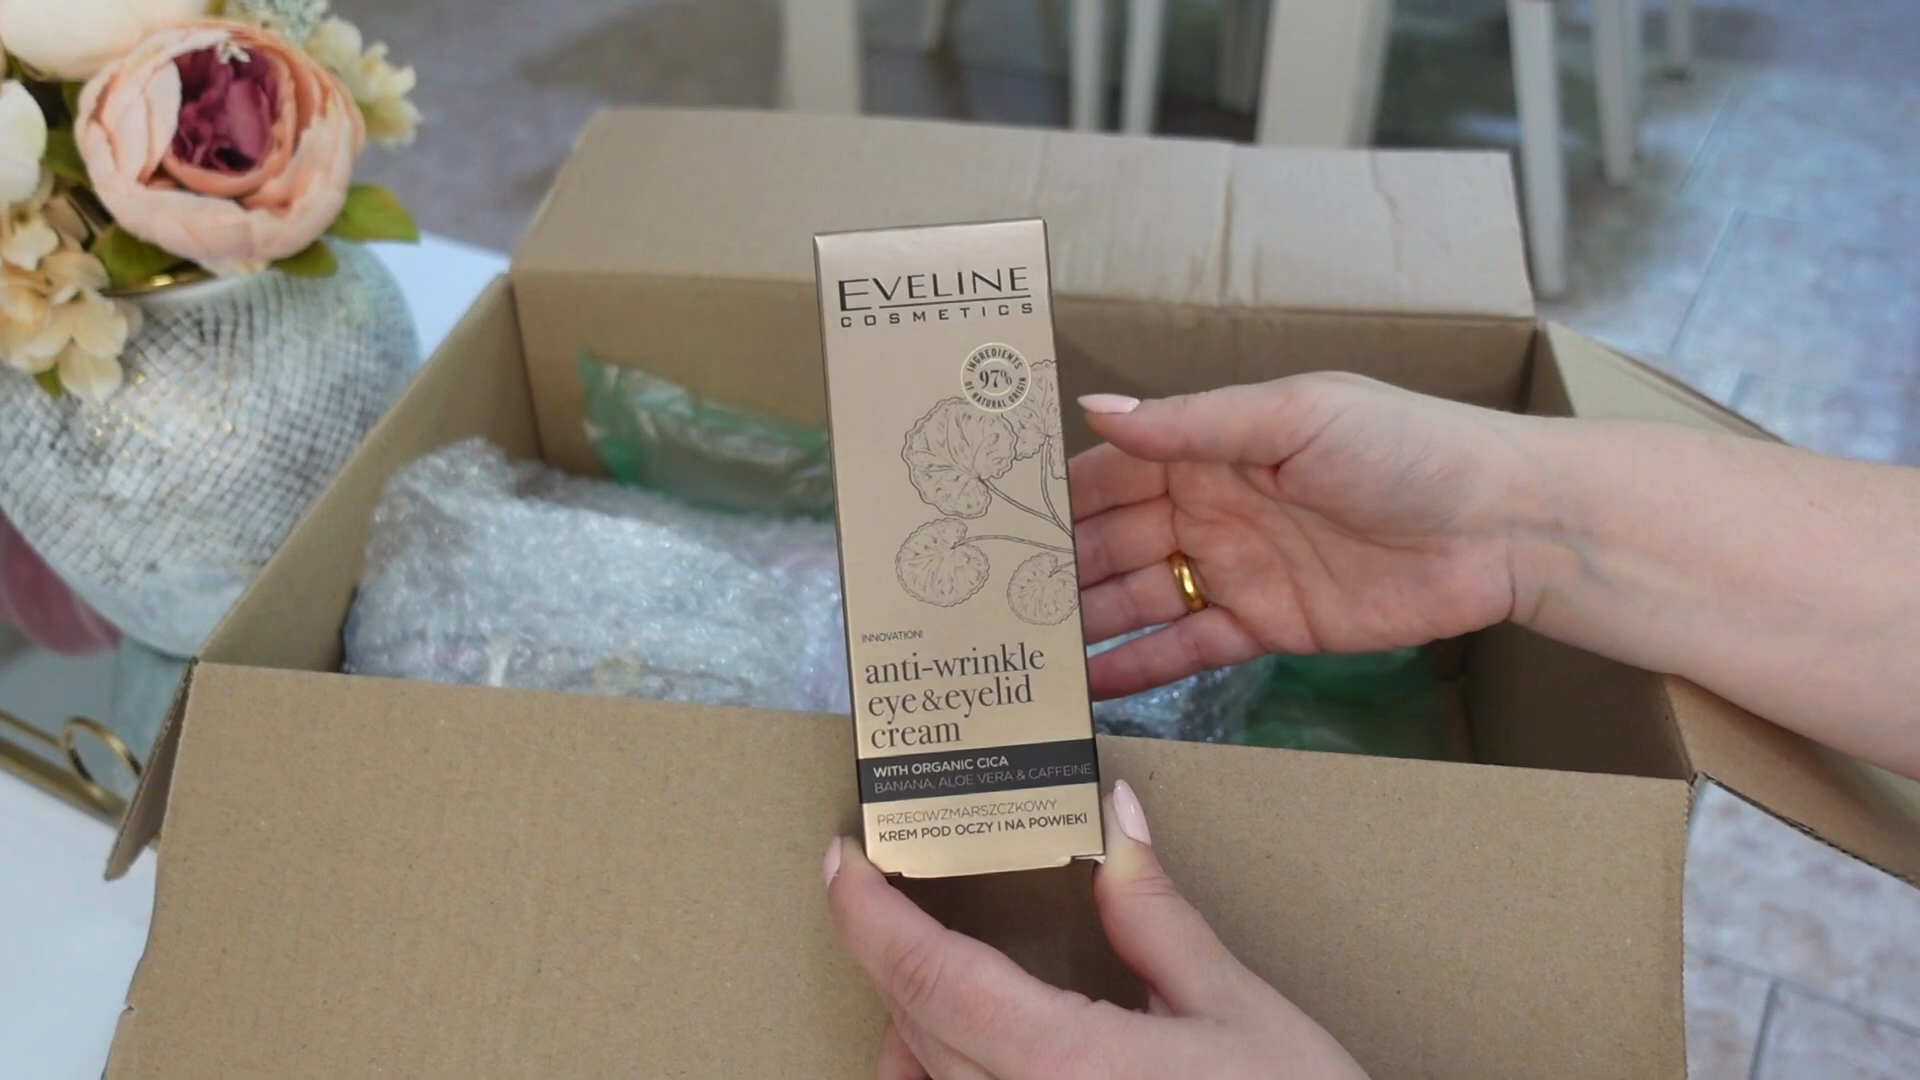 EVELINE
COSMETICS
INGREDIENTS
97%
OF NATURAL ORIGIN
INNOVATION!
anti-wrinkle
eye&eyelid
cream
WITH ORGANIC CICA
BANANA, ALOE VERA & CAFFEINE
PRZECIWZMARSZCZKOWY
KREM POD OCZY I NA POWIEKI